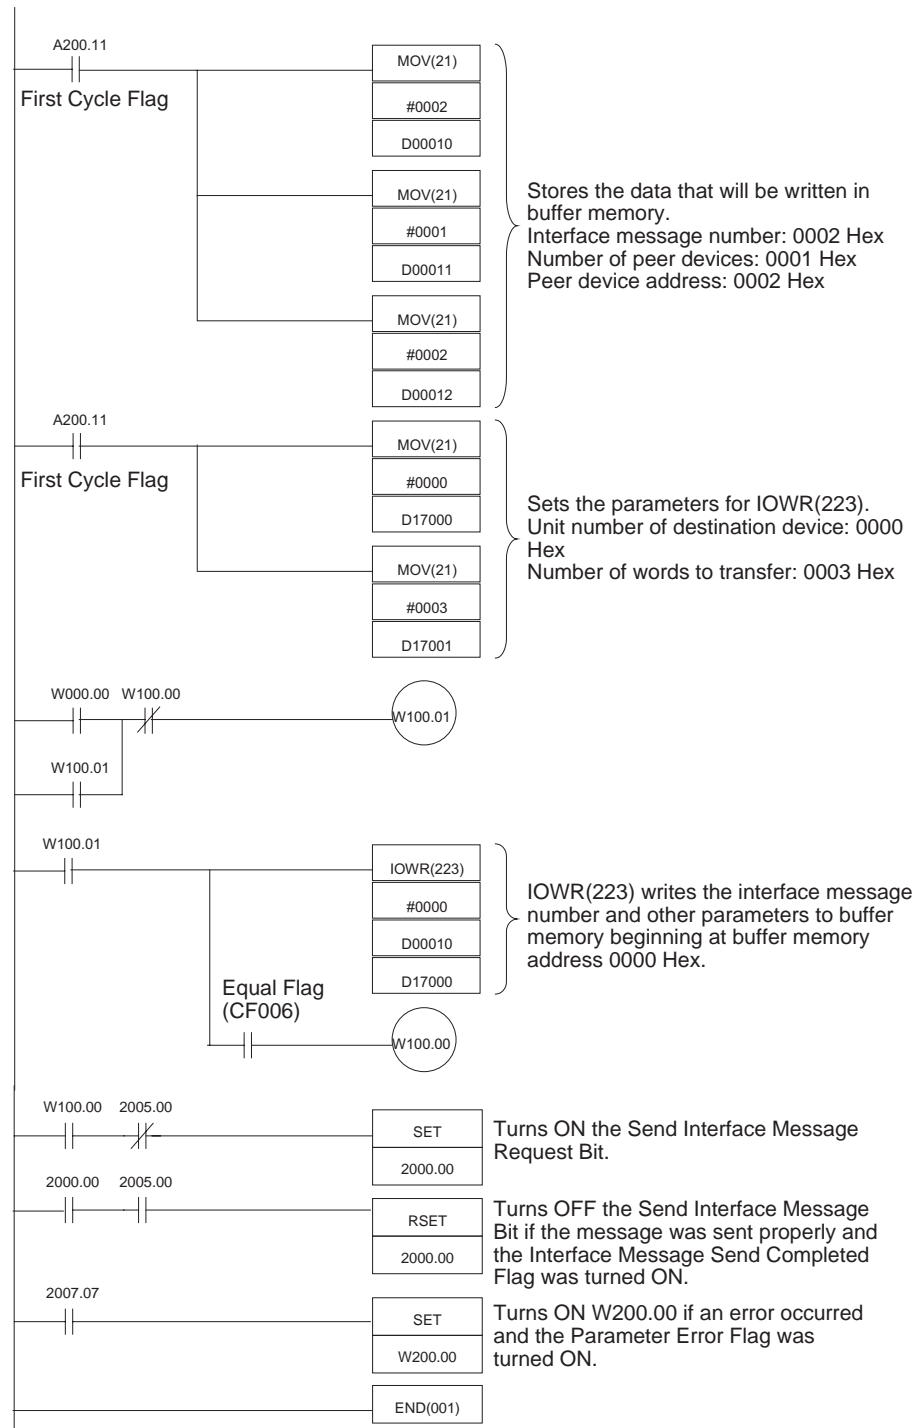 A200.11
First Cycle Flag
MOV(21)
#0002
D00010
MOV(21)
#0001
D00011
MOV(21)
#0002
D00012
Stores the data that will be written in
buffer memory.
Interface message number: 0002 Hex
Number of peer devices: 0001 Hex
Peer device address: 0002 Hex
A200.11
First Cycle Flag
MOV(21)
#0000
D17000
MOV(21)
#0003
D17001
Sets the parameters for IOWR(223).
Unit number of destination device: 0000
Hex
Number of words to transfer: 0003 Hex
W000.00 W100.00
W100.01
W100.01
W100.01
IOWR(223)
#0000
D00010
D17000
IOWR(223) writes the interface message
number and other parameters to buffer
memory beginning at buffer memory
address 0000 Hex.
Equal Flag
(CF006)
W100.00
W100.00 2005.00
SET
2000.00
Turns ON the Send Interface Message
Request Bit.
2000.00 2005.00
RSET
2000.00
Turns OFF the Send Interface Message
Bit if the message was sent properly and
the Interface Message Send Completed
Flag was turned ON.
2007.07
SET
W200.00
Turns ON W200.00 if an error occurred
and the Parameter Error Flag was
turned ON.
END(001)